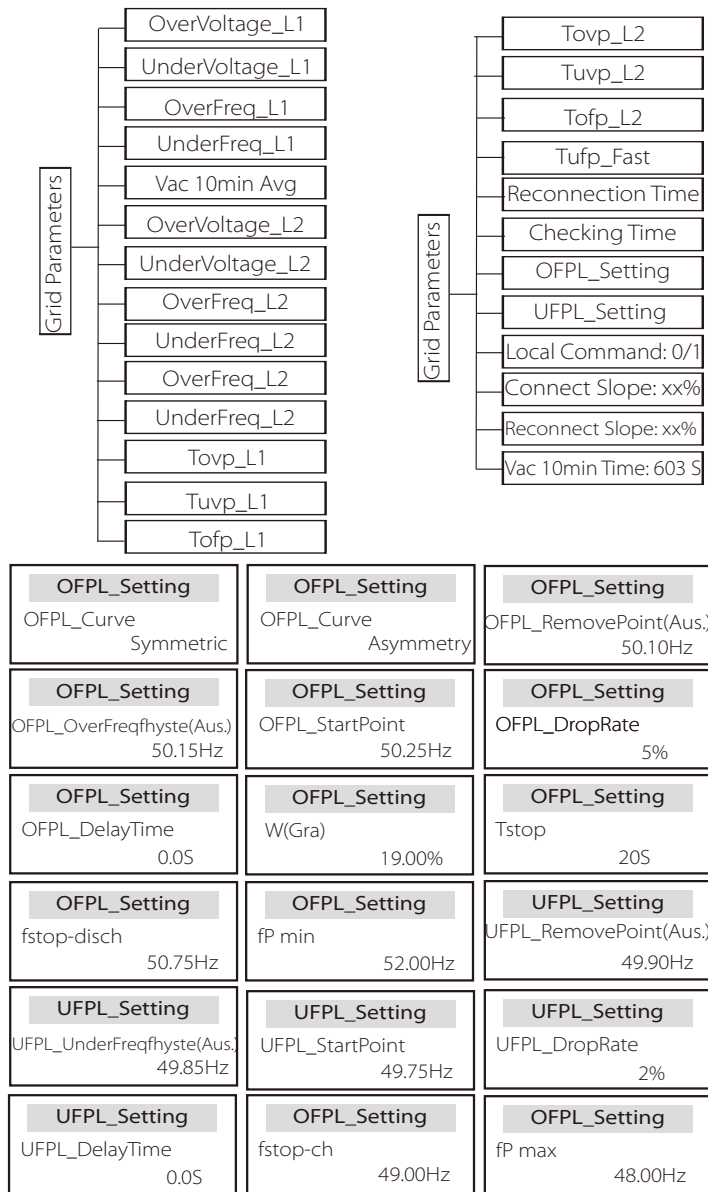 Grid Parameters
OverVoltage_L1
UnderVoltage_L1
OverFreq_L1
UnderFreq_L1
Vac 10min Avg
OverVoltage_L2
UnderVoltage_L2
OverFreq_L2
UnderFreq_L2
OverFreq_L2
UnderFreq_L2
Tovp_L1
Tuvp_L1
Tofp_L1
Grid Parameters
Tovp_L2
Tuvp_L2
Tofp_L2
Tufp_Fast
Reconnection Time
Checking Time
OFPL_Setting
UFPL_Setting
Local Command: 0/1
Connect Slope: xx%
Reconnect Slope: xx%
Vac 10min Time: 603 S
OFPL_Setting
OFPL_Curve
Symmetric
OFPL_Setting
OFPL_Curve
Asymmetry
OFPL_Setting
OFPL_RemovePoint(Aus.)
50.10Hz
OFPL_Setting
OFPL_OverFreqfhyste(Aus.)
50.15Hz
OFPL_Setting
OFPL_StartPoint
50.25Hz
OFPL_Setting
OFPL_DropRate
5%
OFPL_Setting
OFPL_DelayTime
0.0S
OFPL_Setting
W(Gra)
19.00%
OFPL_Setting
Tstop
20S
OFPL_Setting
fstop-disch
50.75Hz
OFPL_Setting
fP min
52.00Hz
UFPL_Setting
UFPL_RemovePoint(Aus.)
49.90Hz
UFPL_Setting
UFPL_UnderFreqfhyste(Aus.)
49.85Hz
UFPL_Setting
UFPL_StartPoint
49.75Hz
UFPL_Setting
UFPL_DropRate
2%
UFPL_Setting
UFPL_DelayTime
0.0S
OFPL_Setting
fstop-ch
49.00Hz
OFPL_Setting
fP max
48.00Hz